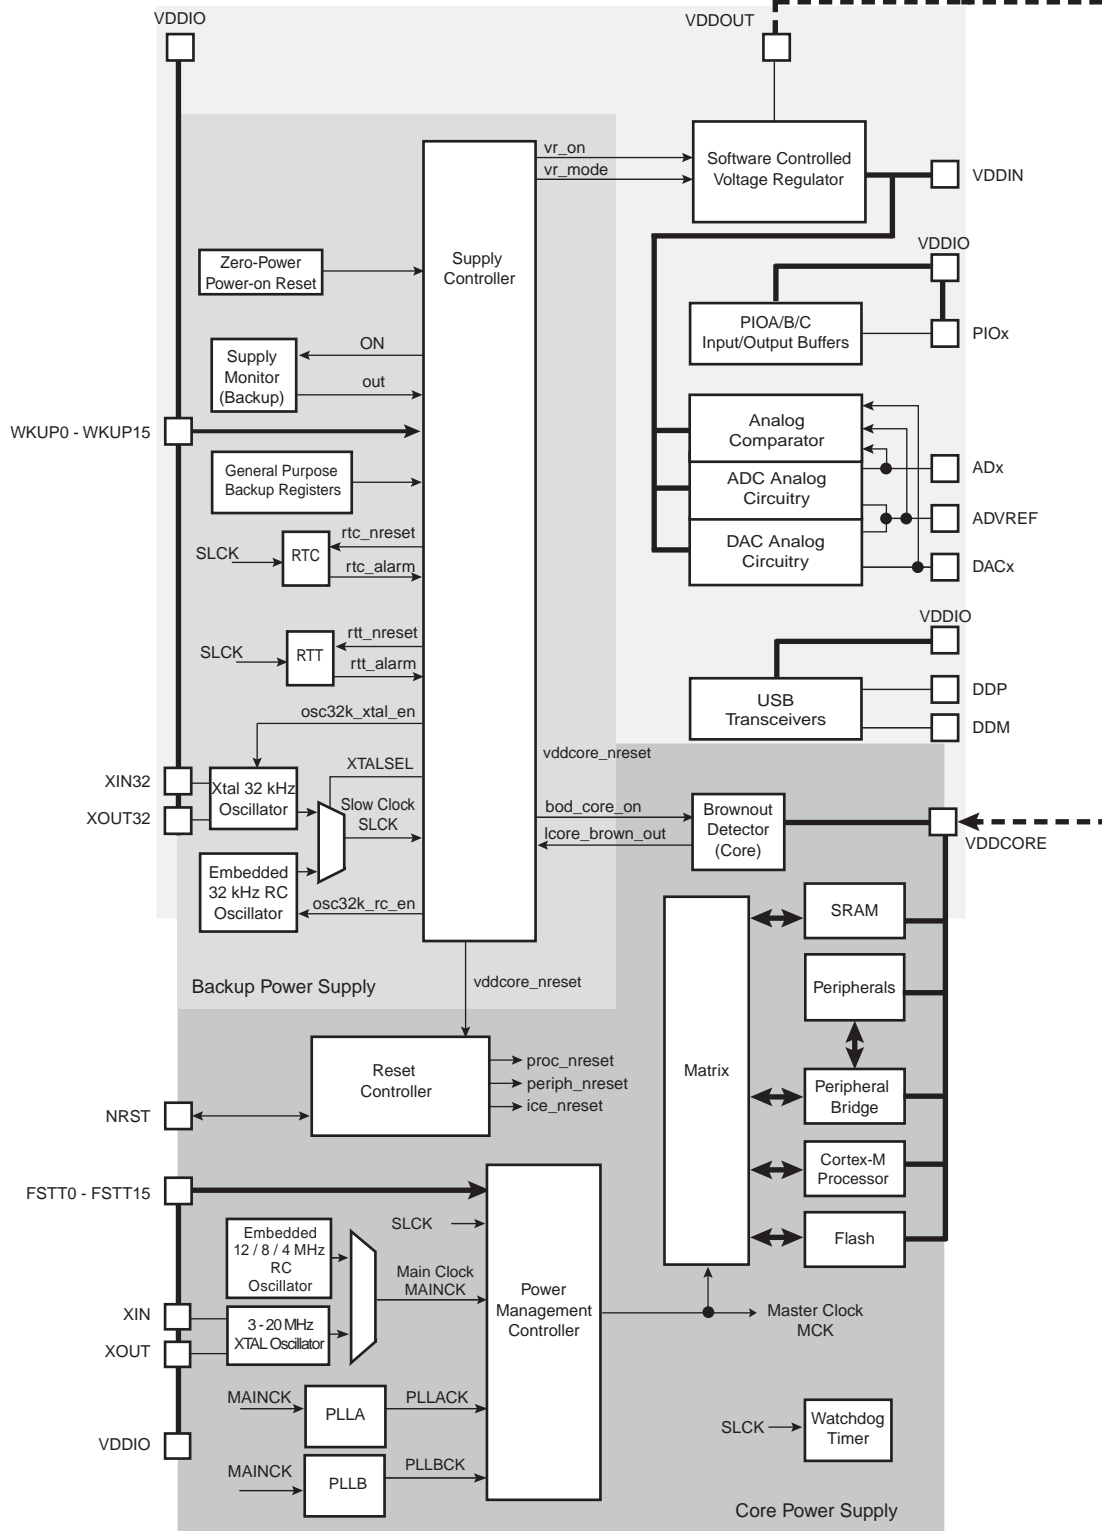 VDDIO
VDDOUT
vr_on
vr_mode
Software Controlled
Voltage Regulator
VDDIN
Supply
Controller
Zero-Power
Power-on Reset
VDDIO
PIOA/B/C
Input/Output Buffers
PIOx
Supply
Monitor
(Backup)
ON
out
WKUP0 - WKUP15
Analog
Comparator
ADC Analog
Circuitry
DAC Analog
Circuitry
ADx
ADVREF
DACx
General Purpose
Backup Registers
SLCK
RTC
rtc_nreset
rtc_alarm
SLCK
RTT
rtt_nreset
rtt_alarm
VDDIO
USB
Transceivers
DDP
DDM
osc32k_xtal_en
XTALSEL
vddcore_nreset
XIN32
XOUT32
Xtal 32 kHz
Oscillator
Slow Clock
SLCK
bod_core_on
lcore_brown_out
Brownout
Detector
(Core)
VDDCORE
Embedded
32 kHz RC
Oscillator
osc32k_rc_en
SRAM
Backup Power Supply
vddcore_nreset
Peripherals
Reset
Controller
proc_nreset
periph_nreset
ice_nreset
NRST
Matrix
Peripheral
Bridge
Cortex-M
Processor
Flash
FSTT0 - FSTT15
SLCK
Embedded
12 / 8 / 4 MHz
RC
Oscillator
Main Clock
MAINCK
Power
Management
Controller
XIN
XOUT
3 - 20 MHz
XTAL Oscillator
Master Clock
MCK
MAINCK
PLLA
PLLACK
VDDIO
MAINCK
PLLB
PLLBCK
SLCK
Watchdog
Timer
Core Power Supply